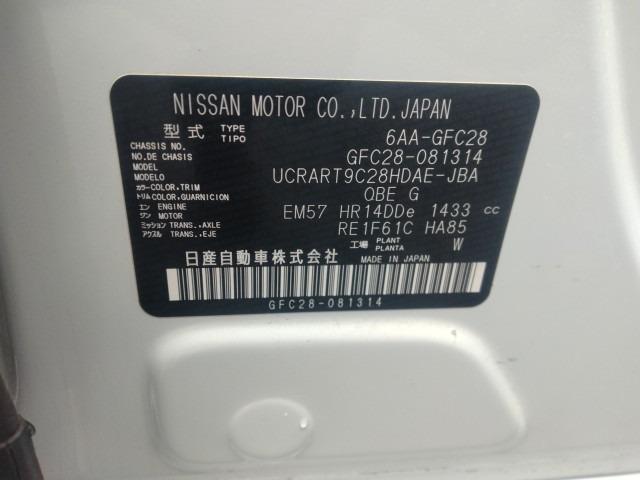 NISSAN MOTOR CO.,LTD.JAPAN
型式 TYPE TIPO 6AA-GFC28
CHASSIS NO. NO.DE CHASIS GFC28-081314
MODEL MODELO UCRART9C28HDAE-JBA
カラー COLOR,TRIM トリム COLOR,GUARNICION QBE G
エン ENGINE ジン MOTOR EM57 HR14DDe 1433 cc
ミッション TRANS.,AXLE アクスル TRANS.,EJE RE1F61C HA85
工場 PLANT PLANTA W
日産自動車株式会社 MADE IN JAPAN
GFC28-081314